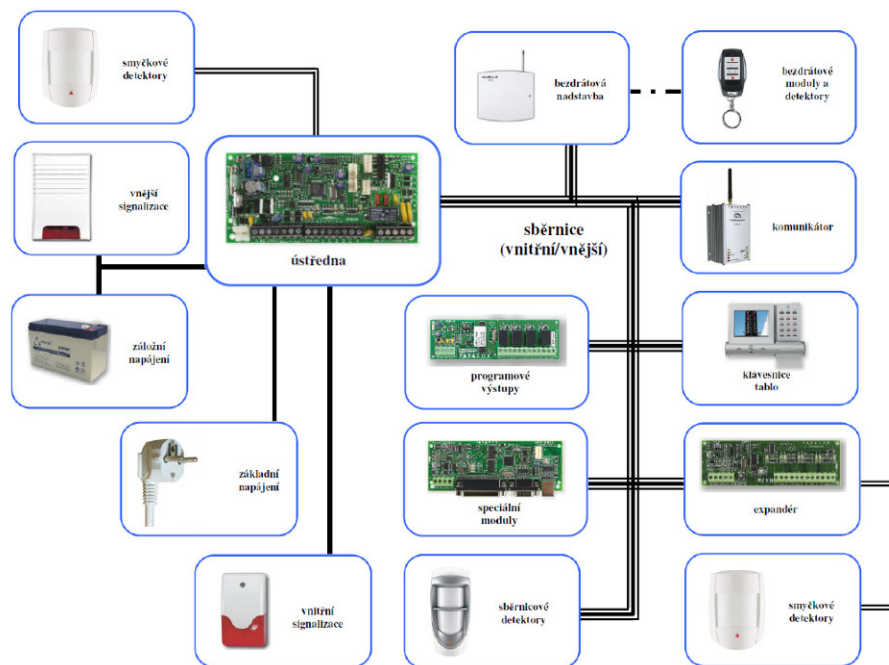 smyčkové
detektory
bezdrátová
nadstavba
bezdrátové
moduly a
detektory
vnější
signalizace
ústředna
sběrnice
(vnitřní/vnější)
komunikátor
záložní
napájení
programové
výstupy
klavesnice
tablo
základní
napájení
speciální
moduly
expandér
vnitřní
signalizace
sběrnicové
detektory
smyčkové
detektory